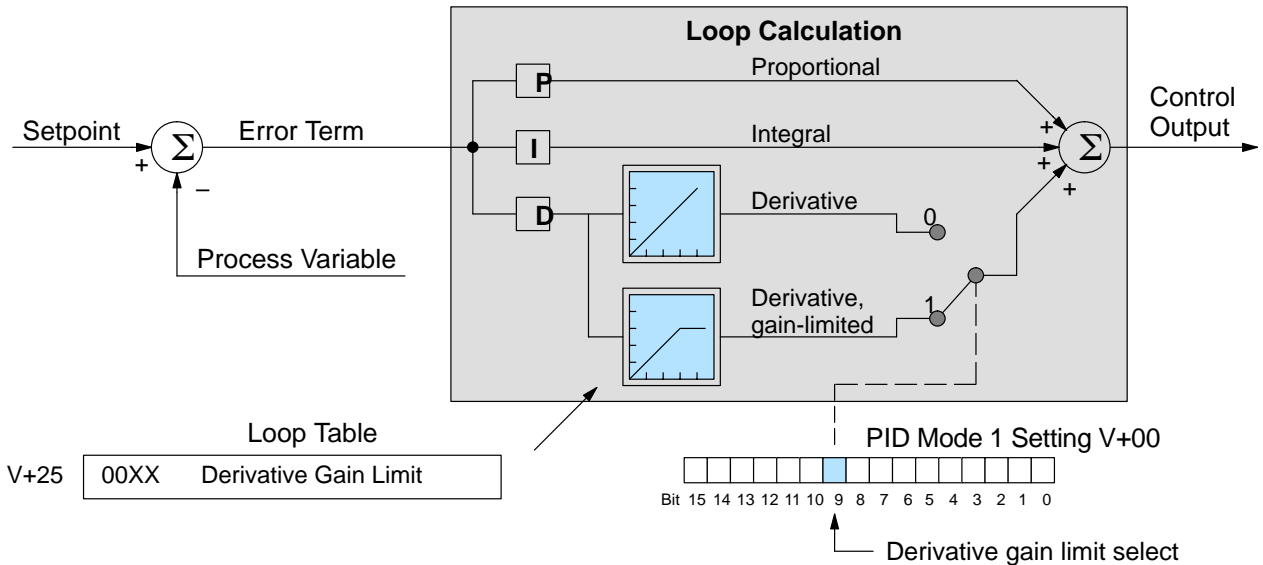 Loop Calculation
P
Proportional
Setpoint
+
Σ
−
Error Term
Process Variable
I
Integral
D
Derivative
0
Derivative,
gain-limited
1
+
+
+
Σ
Control
Output
Loop Table
V+25
00XX Derivative Gain Limit
PID Mode 1 Setting V+00
Bit 15 14 13 12 11 10 9 8 7 6 5 4 3 2 1 0
Derivative gain limit select